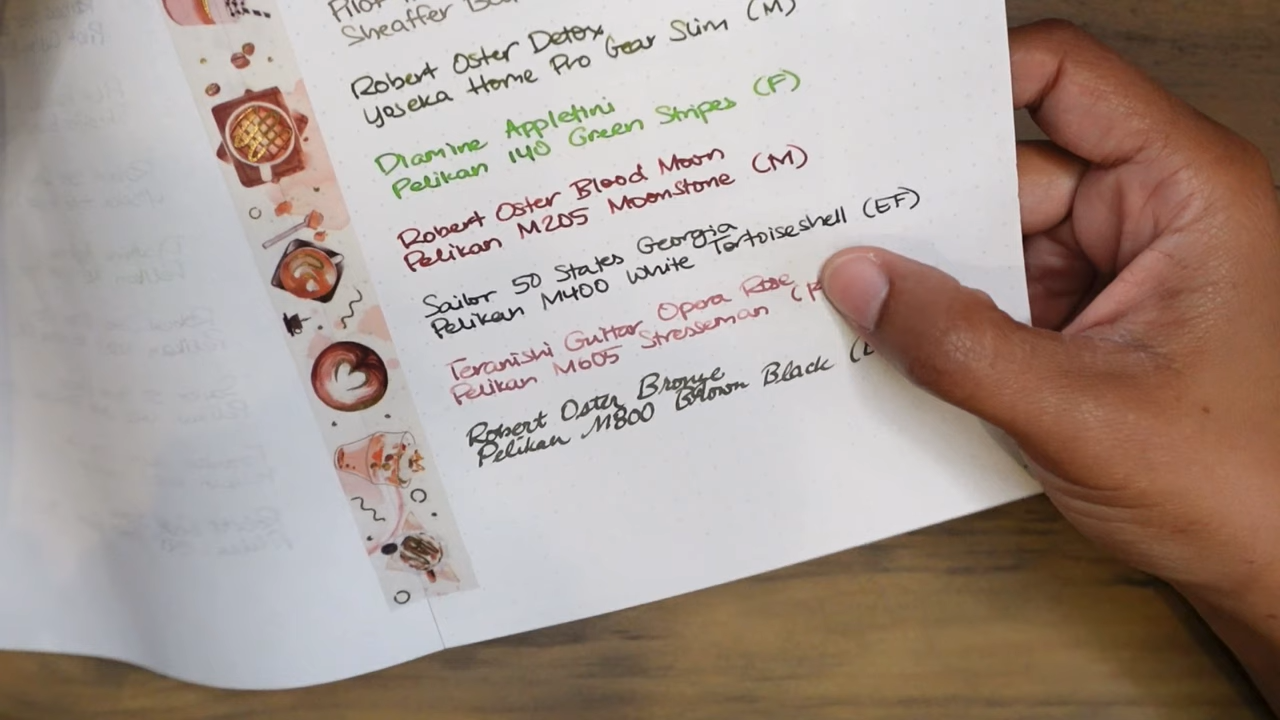 Sheaffer
Robert Oster Detox
Yoseka Home Pro Gear Slim (M)
Diamine Appletini
Pelikan 140 Green Stripes (F)
Robert Oster Blood Moon
Pelikan M205 Moonstone (M)
Sailor 50 States Georgia
Pelikan M400 White Tortoiseshell (EF)
Teranishi Guitar Opera Rose
Pelikan M605 Stresseman
Robert Oster Bronze
Pelikan M800 Brown Black